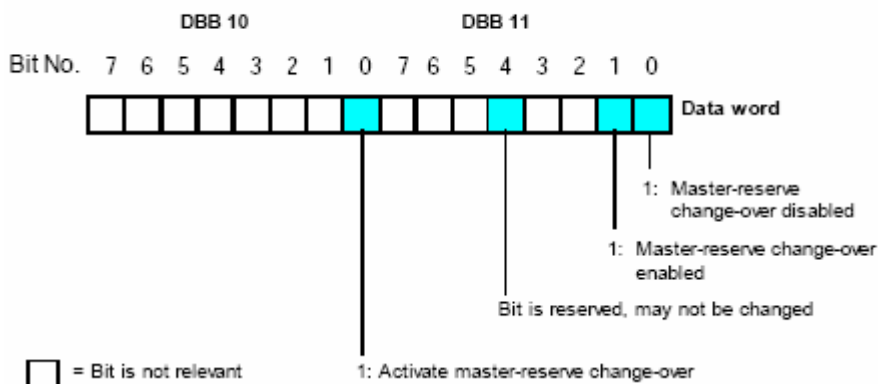 DBB 10 DBB 11
Bit No. 7 6 5 4 3 2 1 0 7 6 5 4 3 2 1 0
Data word
1: Master-reserve
change-over disabled
1: Master-reserve change-over
enabled
Bit is reserved, may not be changed
= Bit is not relevant 1: Activate master-reserve change-over